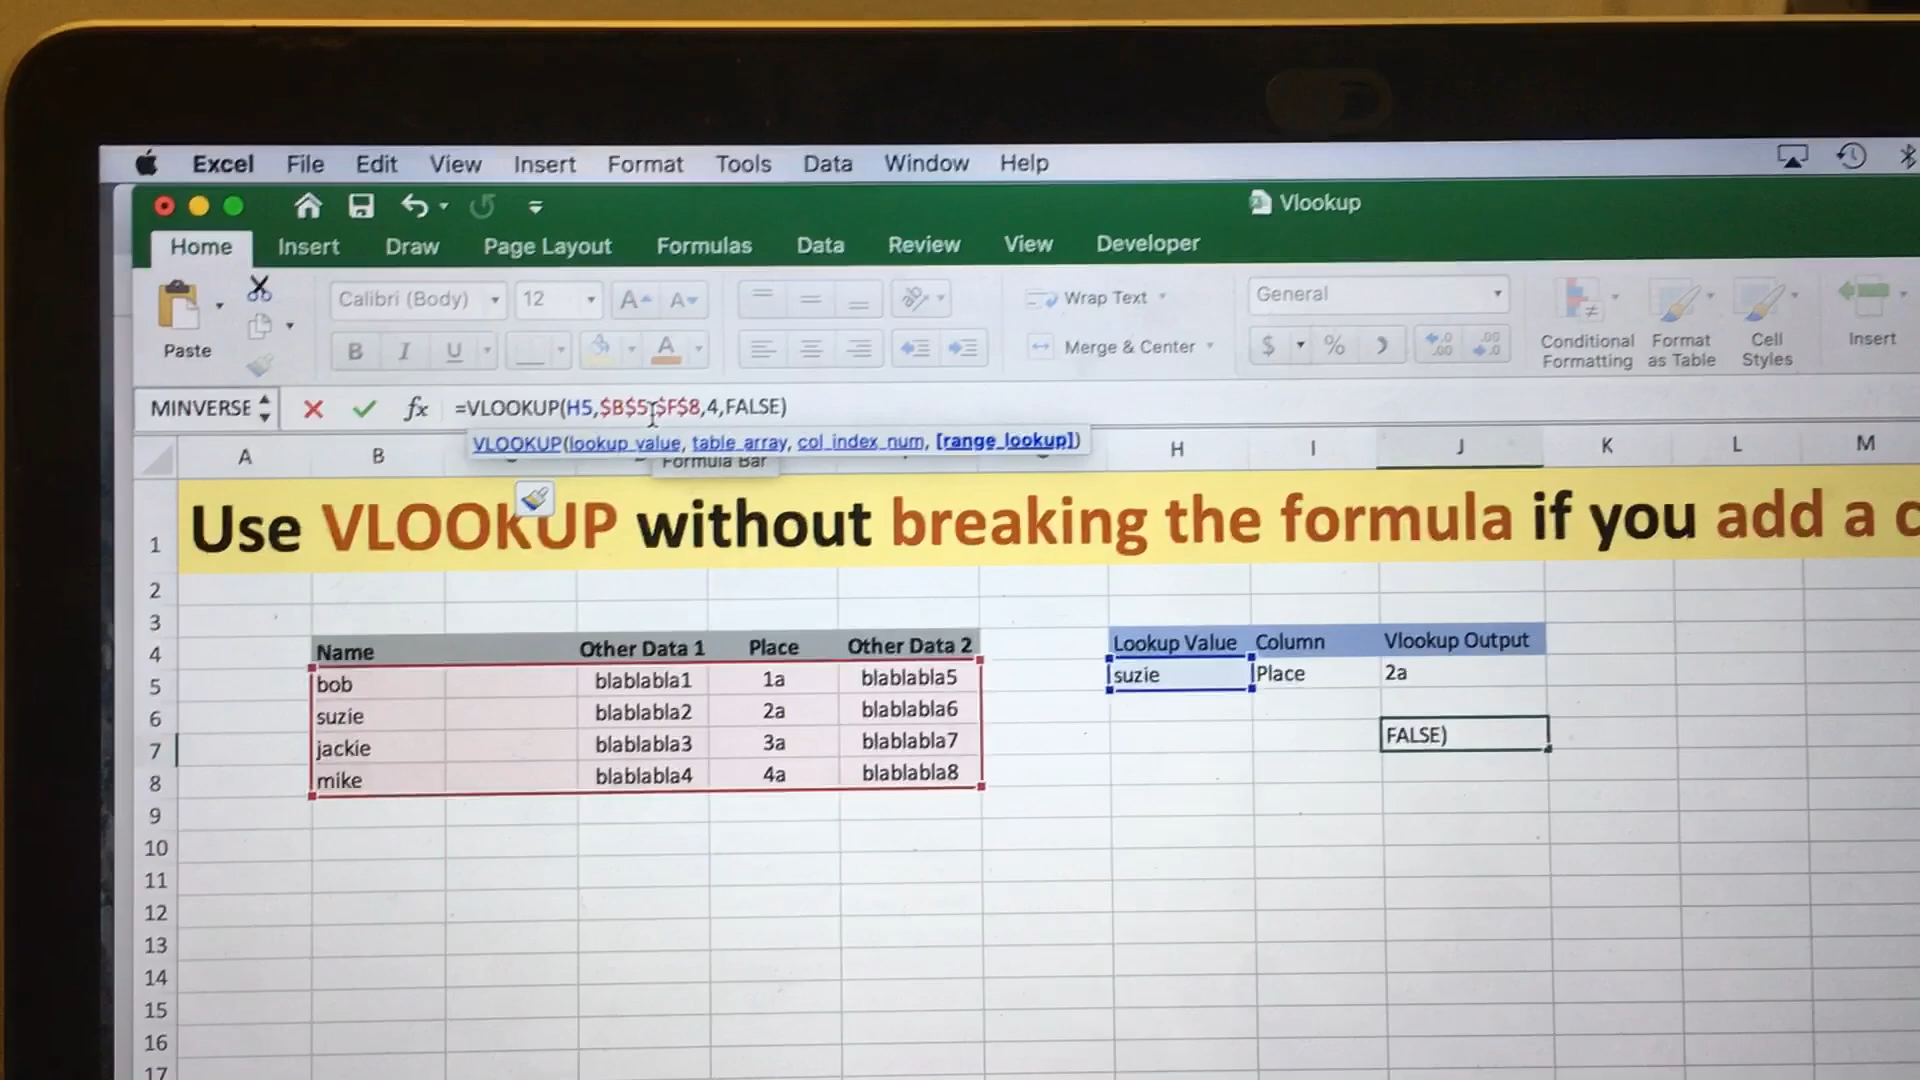 Excel File Edit View Insert Format Tools Data Window Help
Vlookup
Home Insert Draw Page Layout Formulas Data Review View Developer
Paste
Calibri (Body) 12
A A
B I U A
Wrap Text
Merge & Center
General
$ % .0 .00 .00 .0
Conditional Formatting
Format as Table
Cell Styles
Insert
MINVERSE fx =VLOOKUP(H5,$B$5:$F$8,4,FALSE)
VLOOKUP(lookup_value, table_array, col_index_num, [range_lookup])
Formula Bar
A B H I J K L M
1 Use VLOOKUP without breaking the formula if you add a c
2
3
4 Name Other Data 1 Place Other Data 2 Lookup Value Column Vlookup Output
5 bob blablabla1 1a blablabla5 suzie Place 2a
6 suzie blablabla2 2a blablabla6
7 jackie blablabla3 3a blablabla7 FALSE)
8 mike blablabla4 4a blablabla8
9
10
11
12
13
14
15
16
17